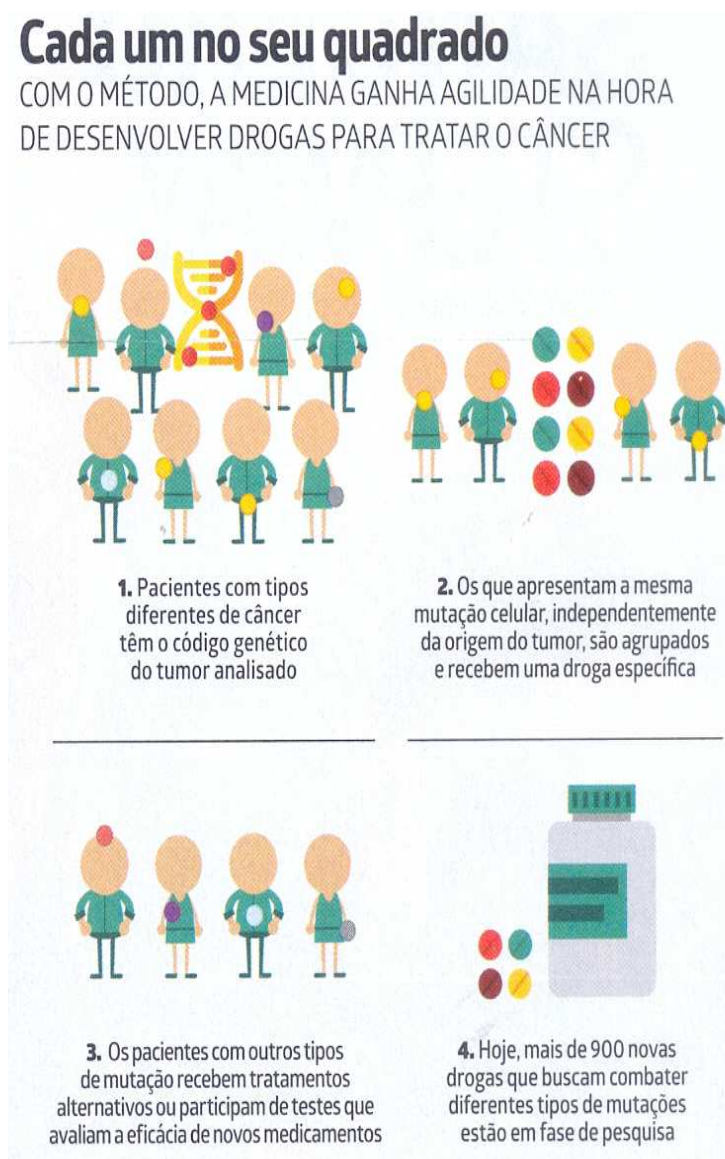 Cada um no seu quadrado
COM O MÉTODO, A MEDICINA GANHA AGILIDADE NA HORA
DE DESENVOLVER DROGAS PARA TRATAR O CÂNCER
1. Pacientes com tipos
diferentes de câncer
têm o código genético
do tumor analisado
2. Os que apresentam a mesma
mutação celular, independentemente
da origem do tumor, são agrupados
e recebem uma droga específica
3. Os pacientes com outros tipos
de mutação recebem tratamentos
alternativos ou participam de testes que
avaliam a eficácia de novos medicamentos
4. Hoje, mais de 900 novas
drogas que buscam combater
diferentes tipos de mutações
estão em fase de pesquisa